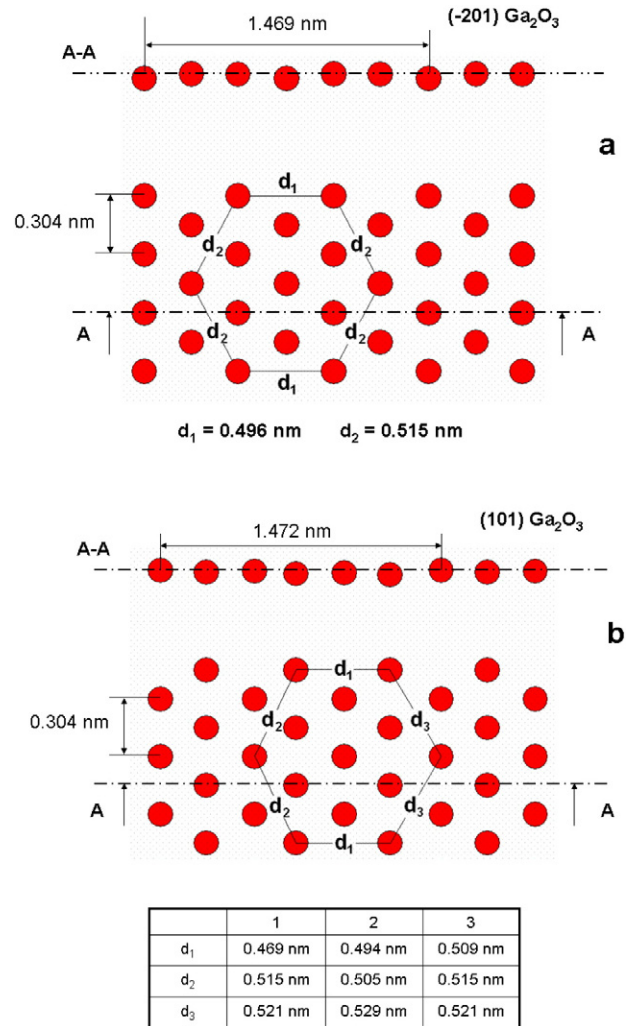 1.469 nm
(-201) Ga₂O₃
A-A
a
d₁
0.304 nm
d₂ d₂
A A
d₂ d₂
d₁
d₁ = 0.496 nm d₂ = 0.515 nm
(101) Ga₂O₃
1.472 nm
A-A
b
d₁
0.304 nm
d₂ d₃
A A
d₂ d₃
d₁
1 2 3
d₁ 0.469 nm 0.494 nm 0.509 nm
d₂ 0.515 nm 0.505 nm 0.515 nm
d₃ 0.521 nm 0.529 nm 0.521 nm